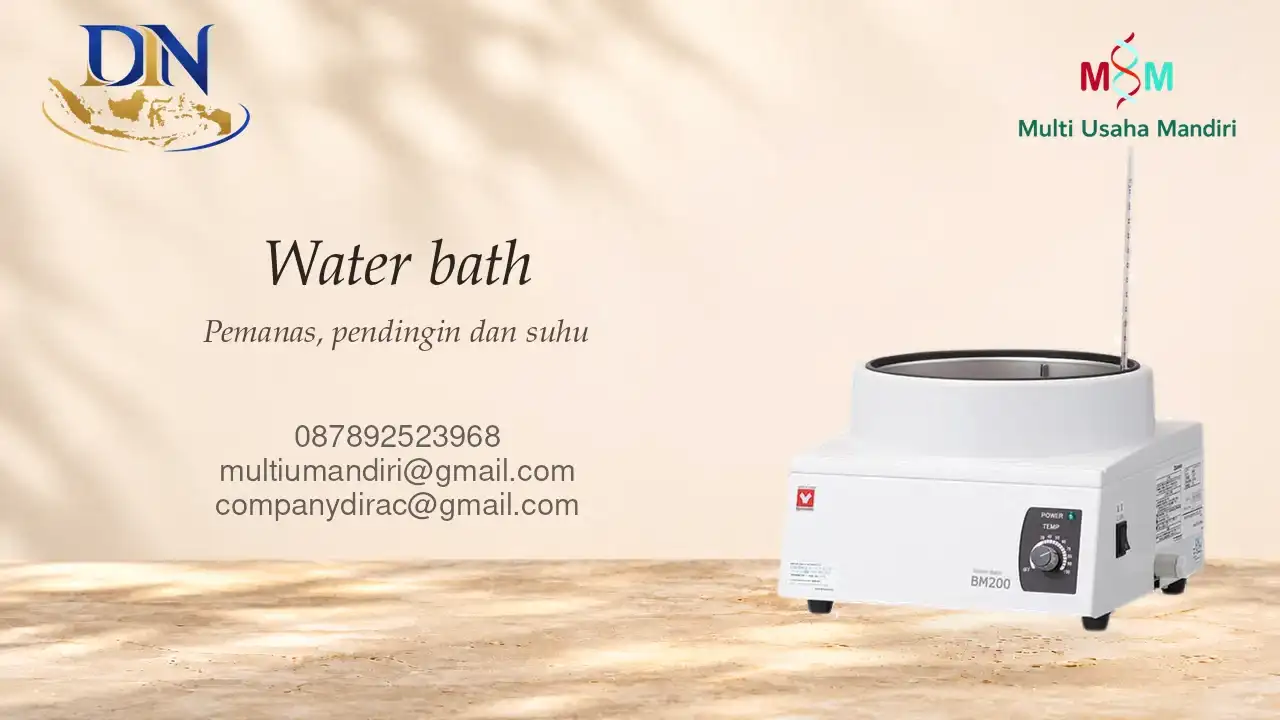 DN
M M
Multi Usaha Mandiri
Water bath
Pemanas, pendingin dan suhu
087892523968
multiumandiri@gmail.com
companydirac@gmail.com
POWER
TEMP
BM200